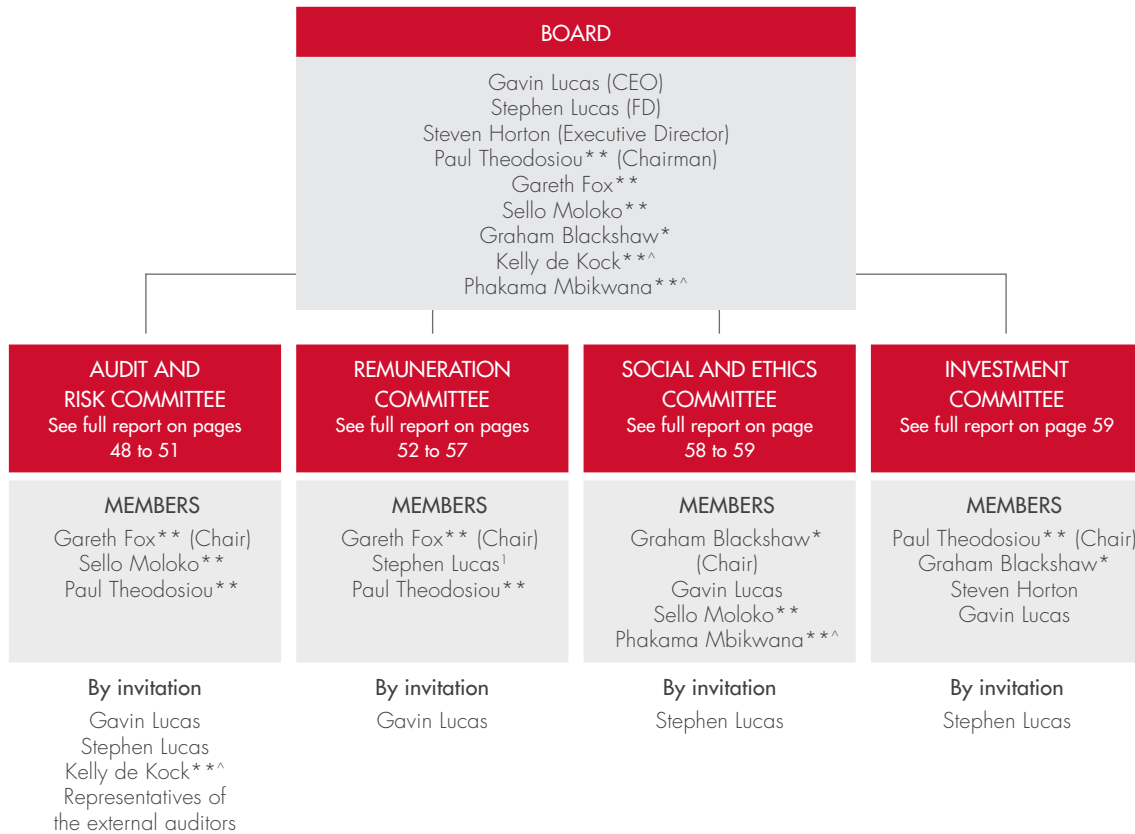 BOARD
Gavin Lucas (CEO)
Stephen Lucas (FD)
Steven Horton (Executive Director)
Paul Theodosiou** (Chairman)
Gareth Fox**
Sello Moloko**
Graham Blackshaw*
Kelly de Kock**^
Phakama Mbikwana**^
AUDIT AND
RISK COMMITTEE
See full report on pages
48 to 51
MEMBERS
Gareth Fox** (Chair)
Sello Moloko**
Paul Theodosiou**
By invitation
Gavin Lucas
Stephen Lucas
Kelly de Kock**^
Representatives of
the external auditors
REMUNERATION
COMMITTEE
See full report on pages
52 to 57
MEMBERS
Gareth Fox** (Chair)
Stephen Lucas¹
Paul Theodosiou**
By invitation
Gavin Lucas
SOCIAL AND ETHICS
COMMITTEE
See full report on page
58 to 59
MEMBERS
Graham Blackshaw*
(Chair)
Gavin Lucas
Sello Moloko**
Phakama Mbikwana**^
By invitation
Stephen Lucas
INVESTMENT
COMMITTEE
See full report on page 59
MEMBERS
Paul Theodosiou** (Chair)
Graham Blackshaw*
Steven Horton
Gavin Lucas
By invitation
Stephen Lucas